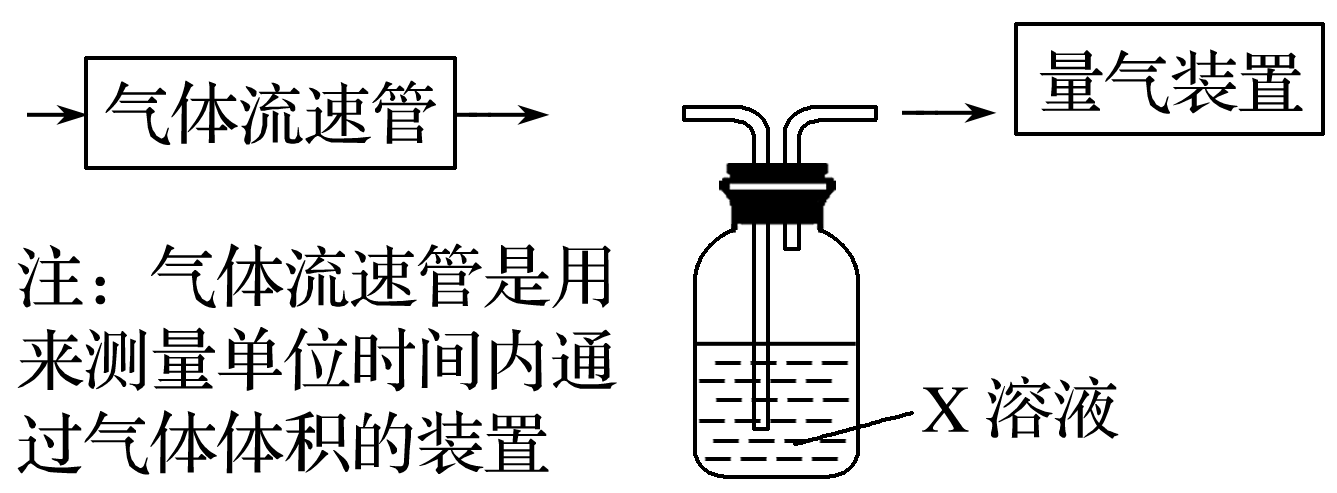 气体流速管
量气装置
注：气体流速管是用
来测量单位时间内通
过气体体积的装置
X 溶液